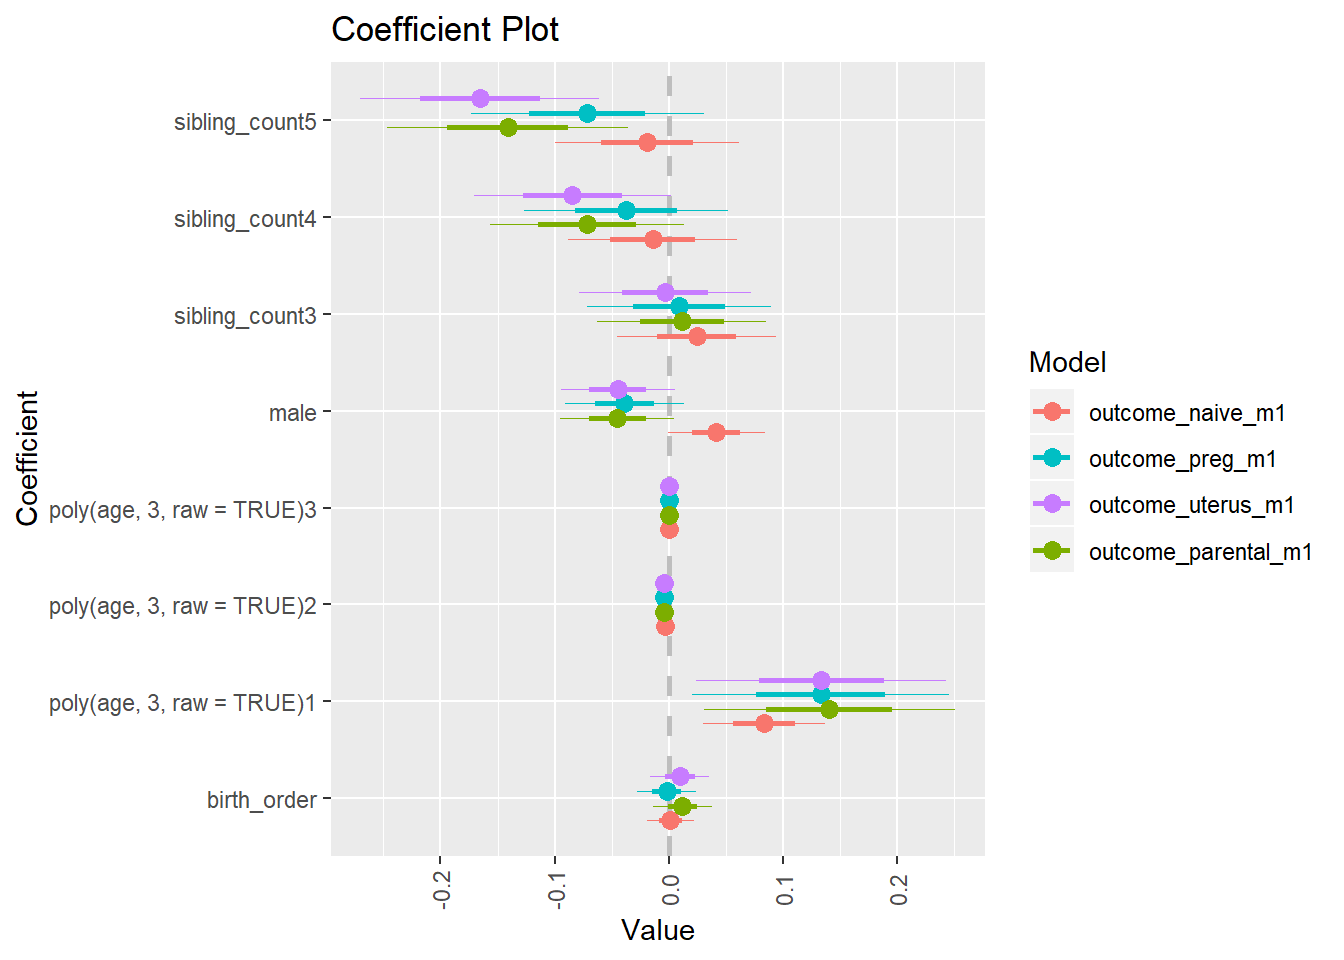 Coefficient Plot
Coefficient
sibling_count5
sibling_count4
sibling_count3
male
poly(age, 3, raw = TRUE)3
poly(age, 3, raw = TRUE)2
poly(age, 3, raw = TRUE)1
birth_order
-0.2
-0.1
0.0
0.1
0.2
Value
Model
outcome_naive_m1
outcome_preg_m1
outcome_uterus_m1
outcome_parental_m1